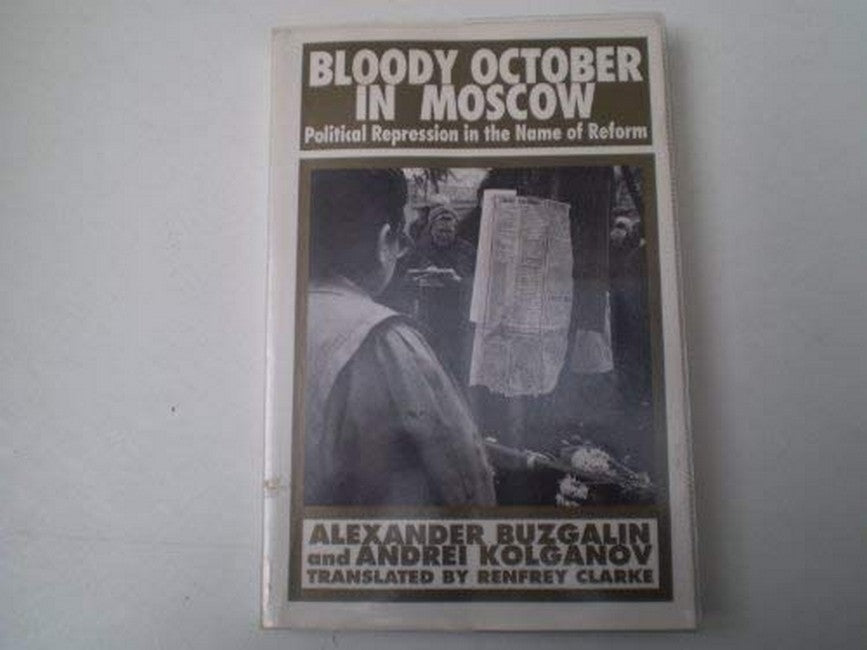 BLOODY OCTOBER
IN MOSCOW
Political Repression in the Name of Reform
ALEXANDER BUZGALIN
and ANDREI KOLGANOV
TRANSLATED BY RENFREY CLARKE